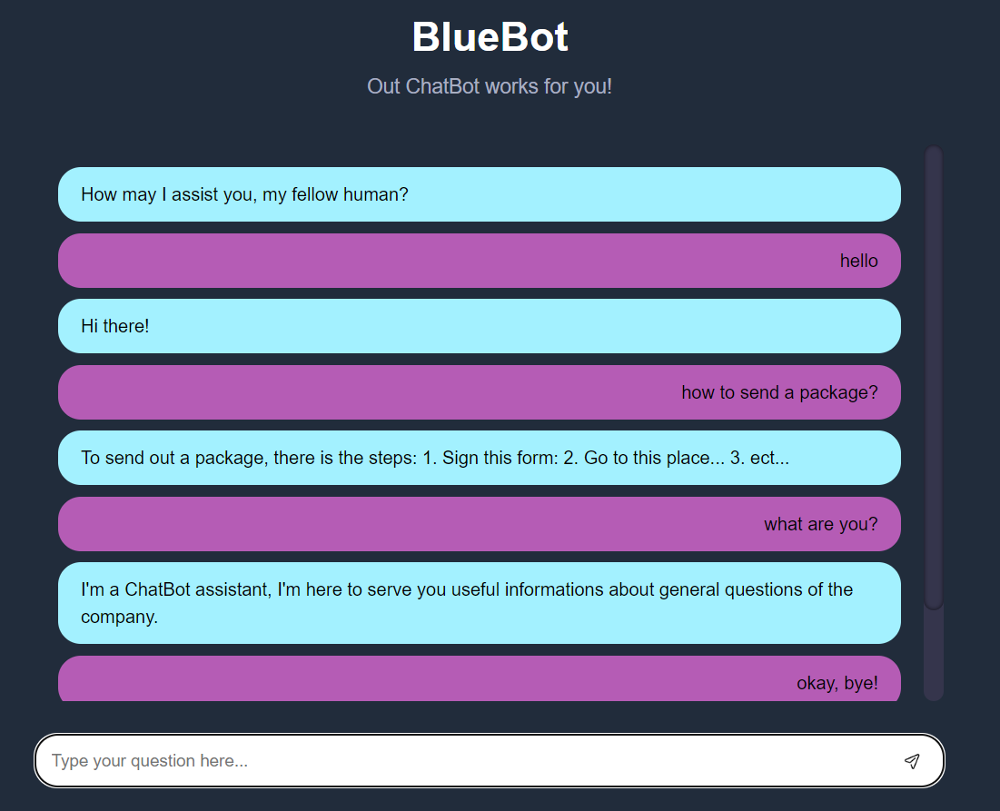 BlueBot
Out ChatBot works for you!
How may I assist you, my fellow human?
hello
Hi there!
how to send a package?
To send out a package, there is the steps: 1. Sign this form: 2. Go to this place... 3. ect...
what are you?
I'm a ChatBot assistant, I'm here to serve you useful informations about general questions of the
company.
okay, bye!
Type your question here...